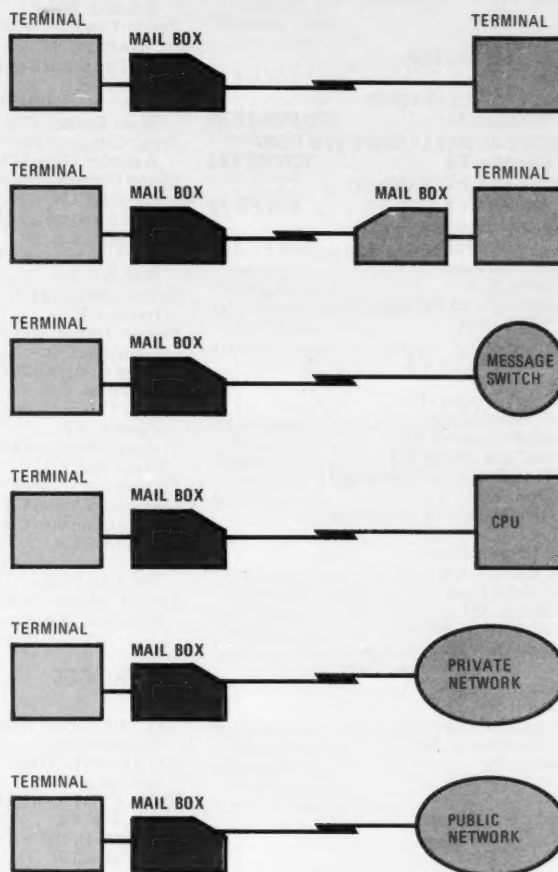 TERMINAL
MAIL BOX
TERMINAL
TERMINAL
MAIL BOX
MAIL BOX
TERMINAL
TERMINAL
MAIL BOX
MESSAGE
SWITCH
TERMINAL
MAIL BOX
CPU
TERMINAL
MAIL BOX
PRIVATE
NETWORK
TERMINAL
MAIL BOX
PUBLIC
NETWORK